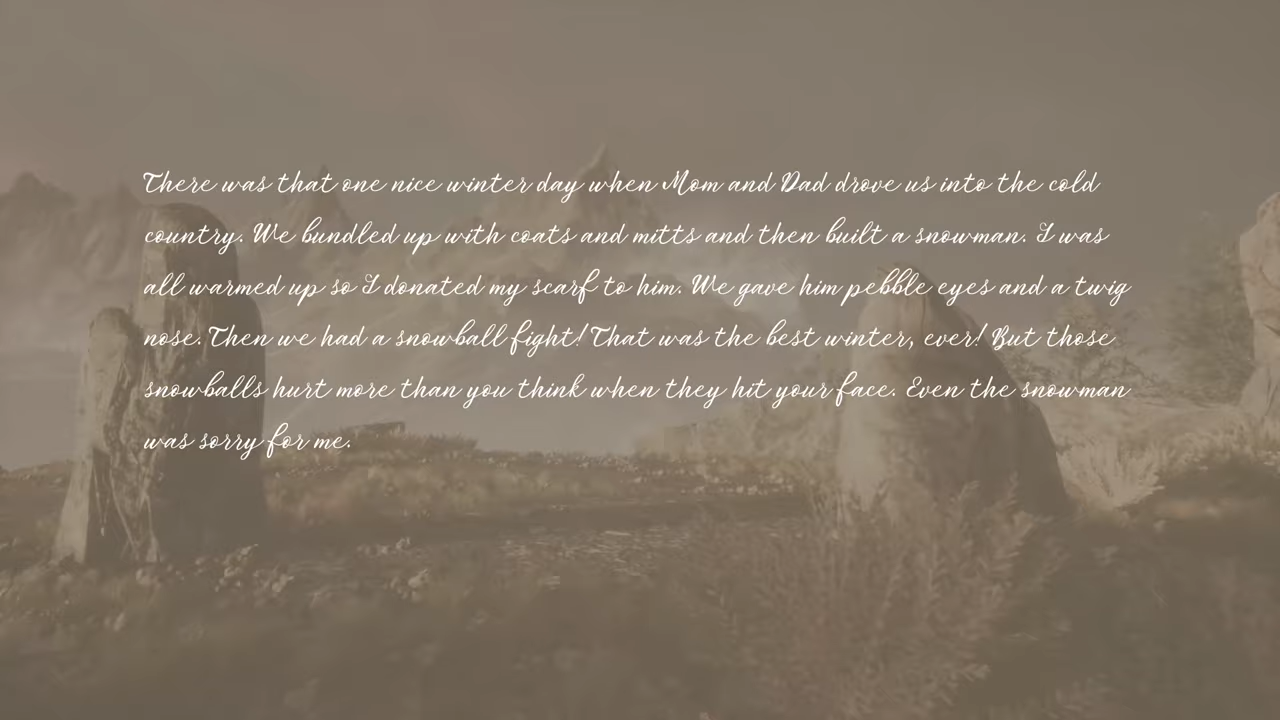 There was that one nice winter day when Mom and Dad drove us into the cold
country. We bundled up with coats and mitts and then built a snowman. I was
all warmed up so I donated my scarf to him. We gave him pebble eyes and a twig
nose. Then we had a snowball fight! That was the best winter, ever! But those
snowballs hurt more than you think when they hit your face. Even the snowman
was sorry for me.